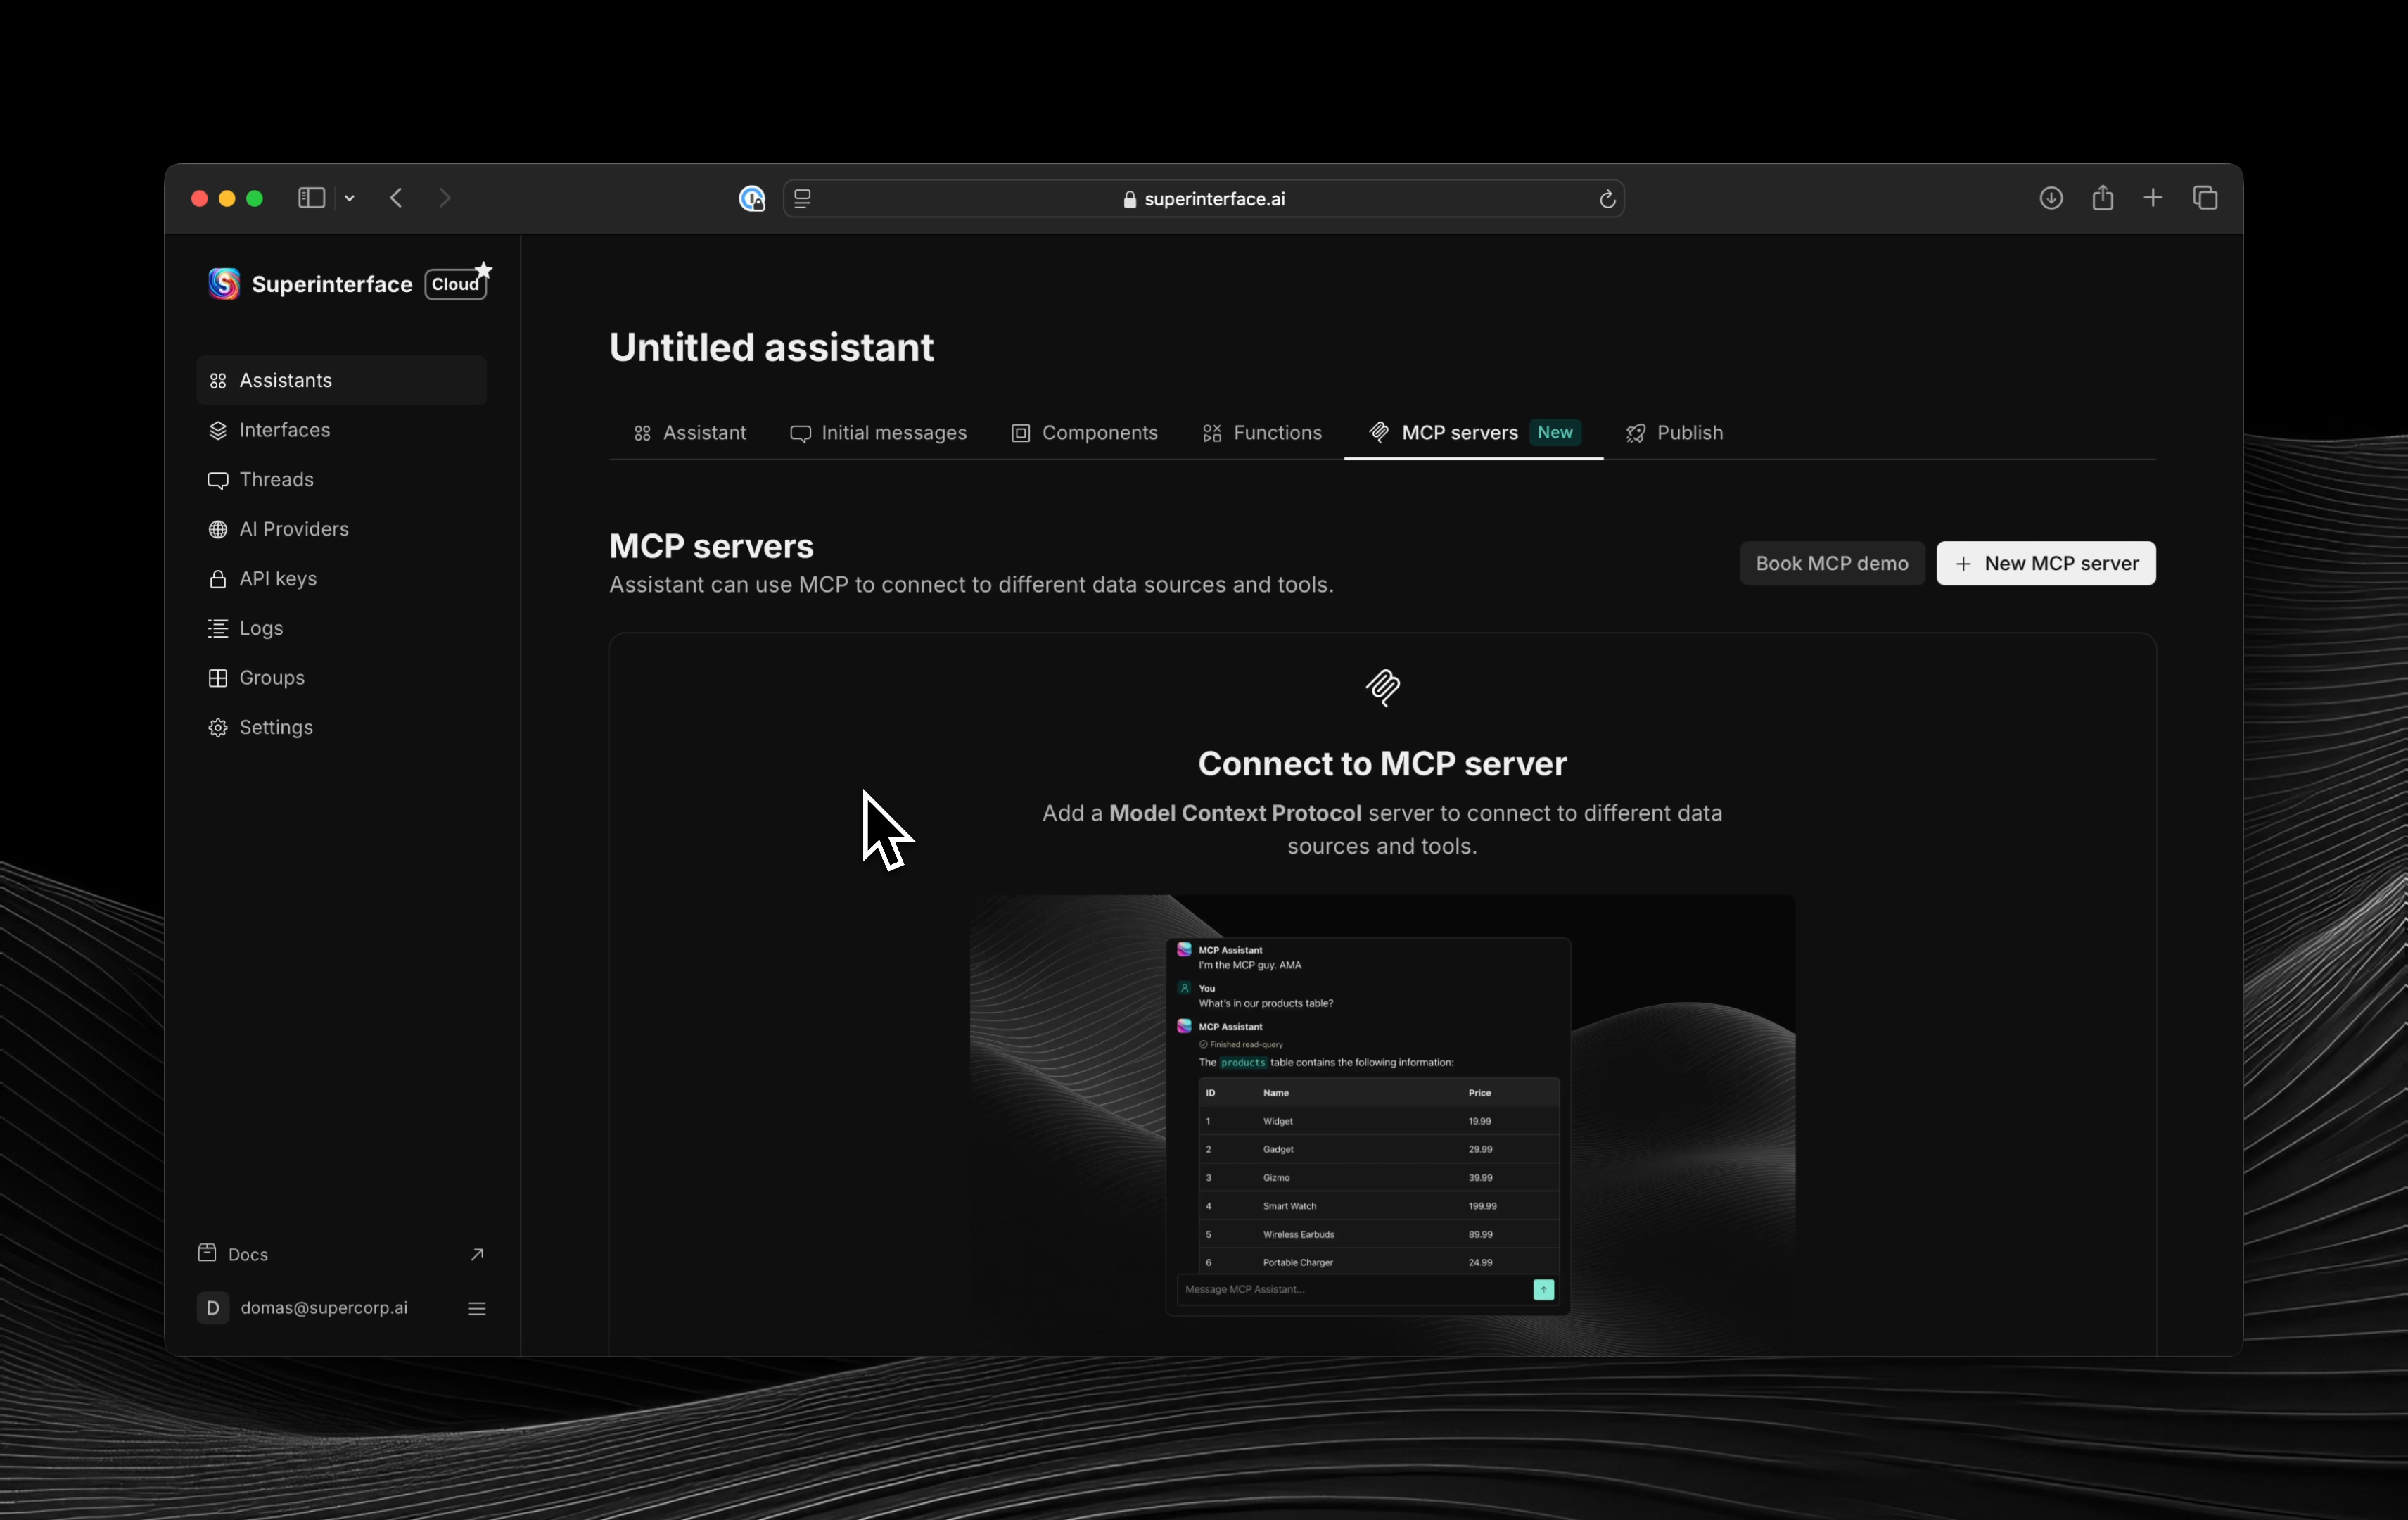 superinterface.ai
Superinterface Cloud
Assistants
Interfaces
Threads
AI Providers
API keys
Logs
Groups
Settings
Docs
D domas@supercorp.ai
Untitled assistant
Assistant Initial messages Components Functions MCP servers New Publish
MCP servers
Assistant can use MCP to connect to different data sources and tools.
Book MCP demo + New MCP server
Connect to MCP server
Add a Model Context Protocol server to connect to different data
sources and tools.
MCP Assistant
I'm the MCP guy. AMA
You
What's in our products table?
MCP Assistant
Finished read-query
The products table contains the following information:
ID Name Price
1 Widget 19.99
2 Gadget 29.99
3 Gizmo 39.99
4 Smart Watch 199.99
5 Wireless Earbuds 89.99
6 Portable Charger 24.99
Message MCP Assistant...